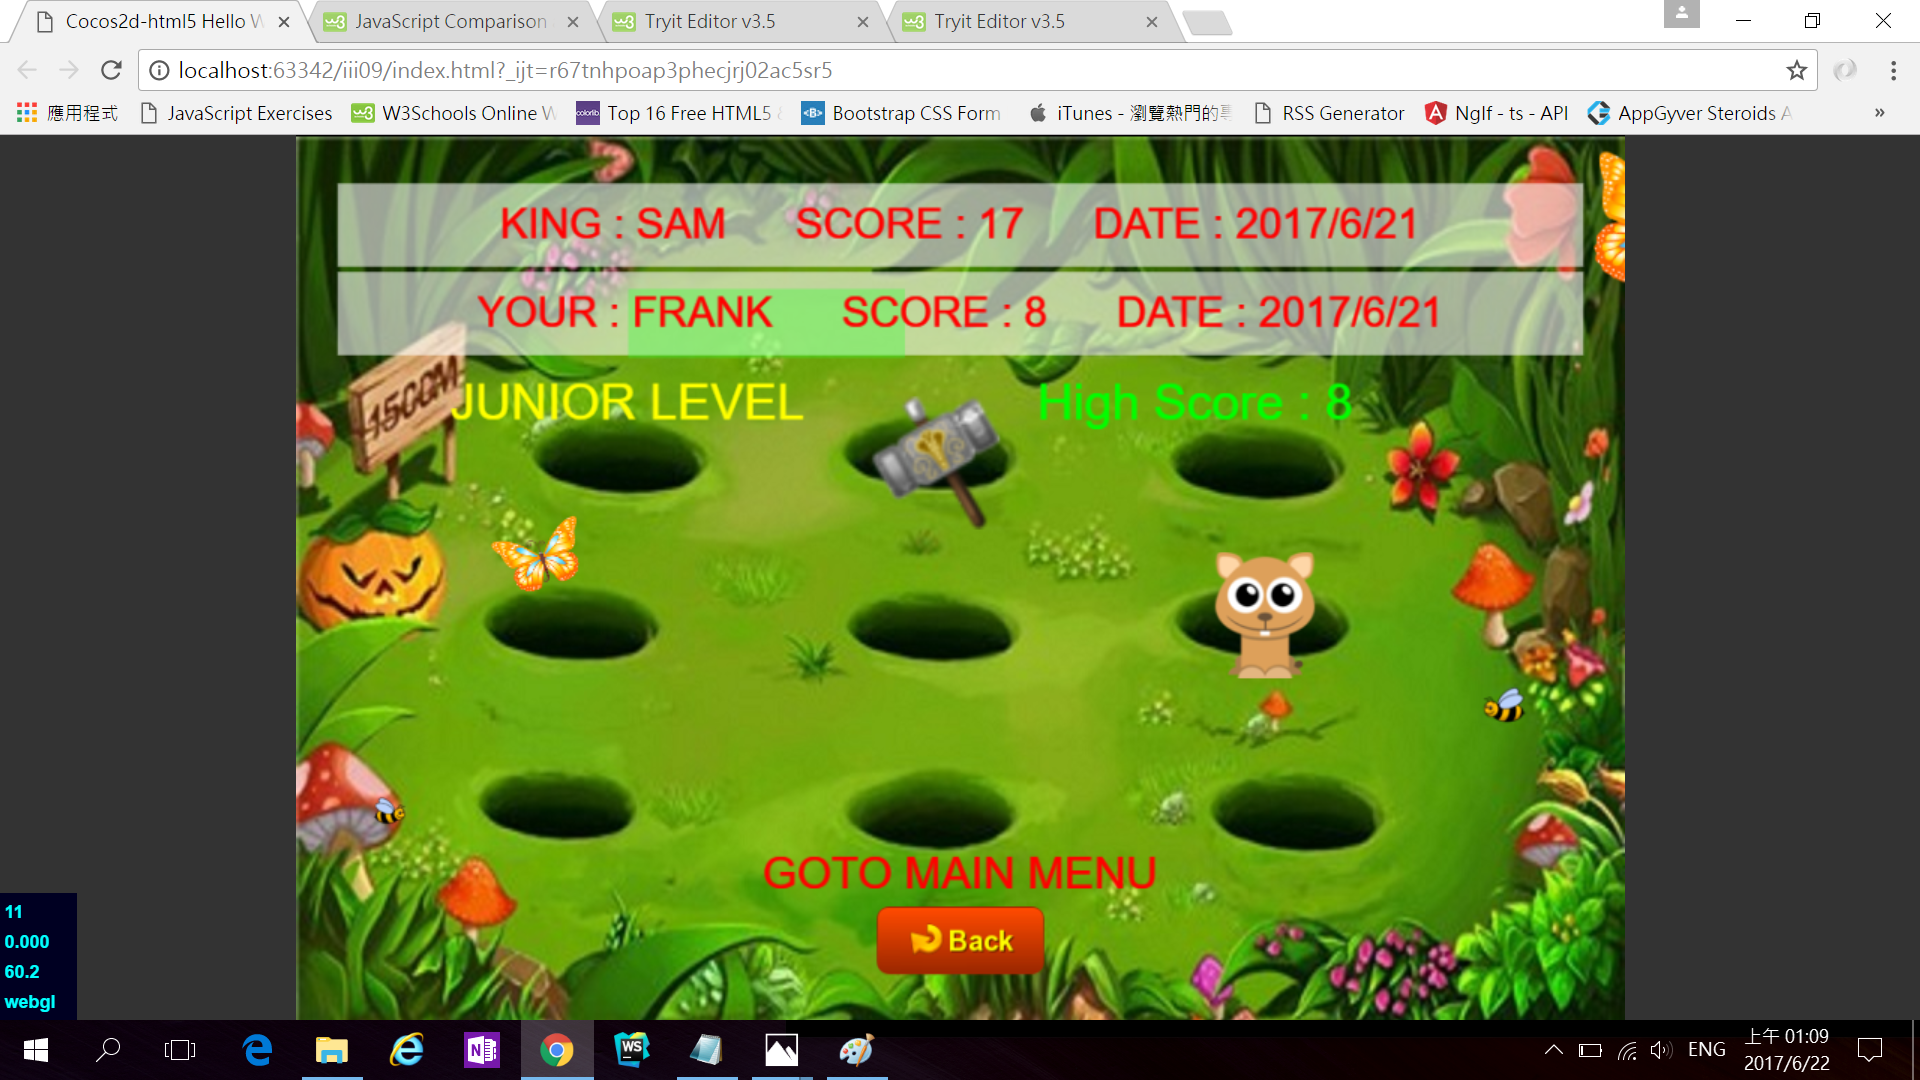 Cocos2d-html5 Hello W
JavaScript Comparison
Tryit Editor v3.5
Tryit Editor v3.5
localhost:63342/iii09/index.html?_ijt=r67tnhpoap3phecjrj02ac5sr5
應用程式
JavaScript Exercises
W3Schools Online W
colorlib Top 16 Free HTML5 &
<B> Bootstrap CSS Form
iTunes - 瀏覽熱門的專
RSS Generator
NgIf - ts - API
AppGyver Steroids A
»
KING : SAM SCORE : 17 DATE : 2017/6/21
YOUR : FRANK SCORE : 8 DATE : 2017/6/21
1500M
JUNIOR LEVEL
High Score : 8
GOTO MAIN MENU
Back
11
0.000
60.2
webgl
WS
ENG
上午 01:09
2017/6/22